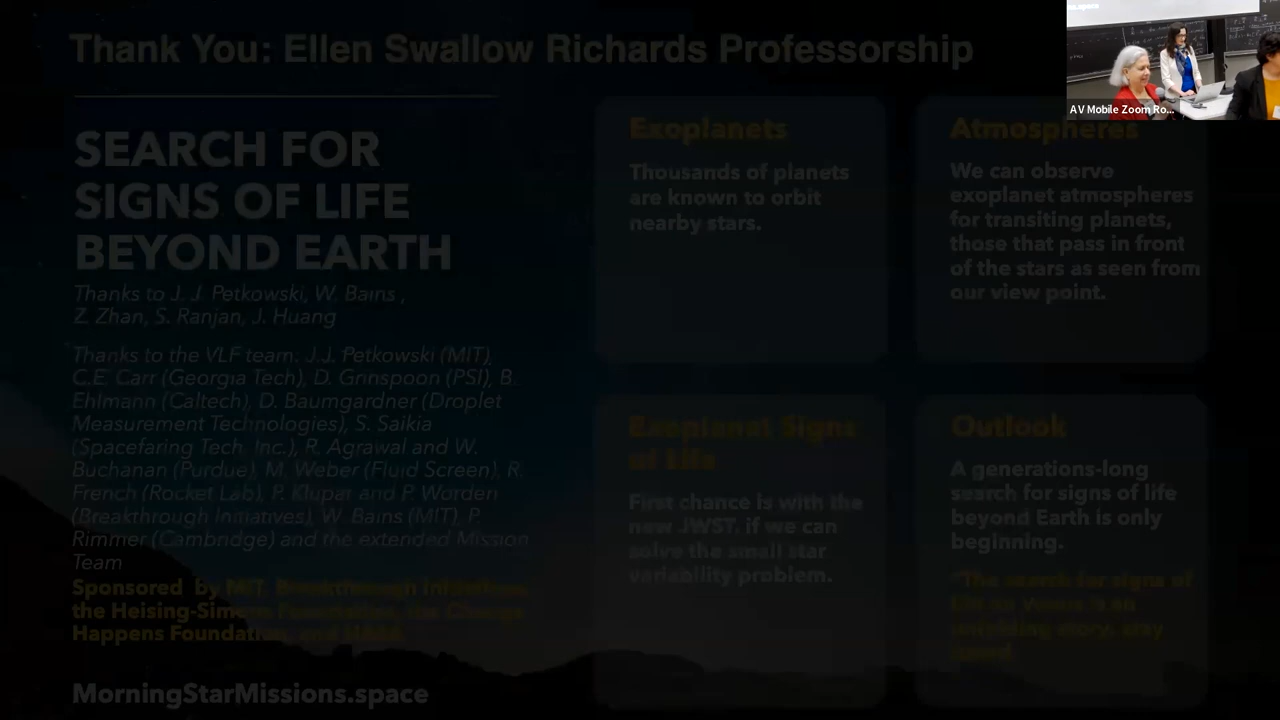 Thank You: Ellen Swallow Richards Professorship
SEARCH FOR
SIGNS OF LIFE
BEYOND EARTH
Thanks to J. J. Petkowski, W. Bains ,
Z. Zhan, S. Ranjan, J. Huang
Thanks to the VLF team: J.J. Petkowski (MIT),
C.E. Carr (Georgia Tech), D. Grinspoon (PSI), B.
Ehlmann (Caltech), D. Baumgardner (Droplet
Measurement Technologies), S. Saikia
(Spacefaring Tech. Inc.), R. Agrawal and W.
Buchanan (Purdue), M. Weber (Fluid Screen), R.
French (Rocket Lab), P. Klupar and P. Worden
(Breakthrough Initiatives), W. Bains (MIT), P.
Rimmer (Cambridge) and the extended Mission
Team
Sponsored by MIT, Breakthrough Initiatives,
the Heising-Simons Foundation, the Change
Happens Foundation, and NASA
MorningStarMissions.space
Exoplanets
Thousands of planets
are known to orbit
nearby stars.
Atmospheres
We can observe
exoplanet atmospheres
for transiting planets,
those that pass in front
of the stars as seen from
our view point.
Exoplanet Signs
of Life
First chance is with the
new JWST, if we can
solve the small star
variability problem.
Outlook
A generations-long
search for signs of life
beyond Earth is only
beginning.
"The search for signs of
life on Venus is an
unfolding story, stay
tuned
.space
AV Mobile Zoom Ro...